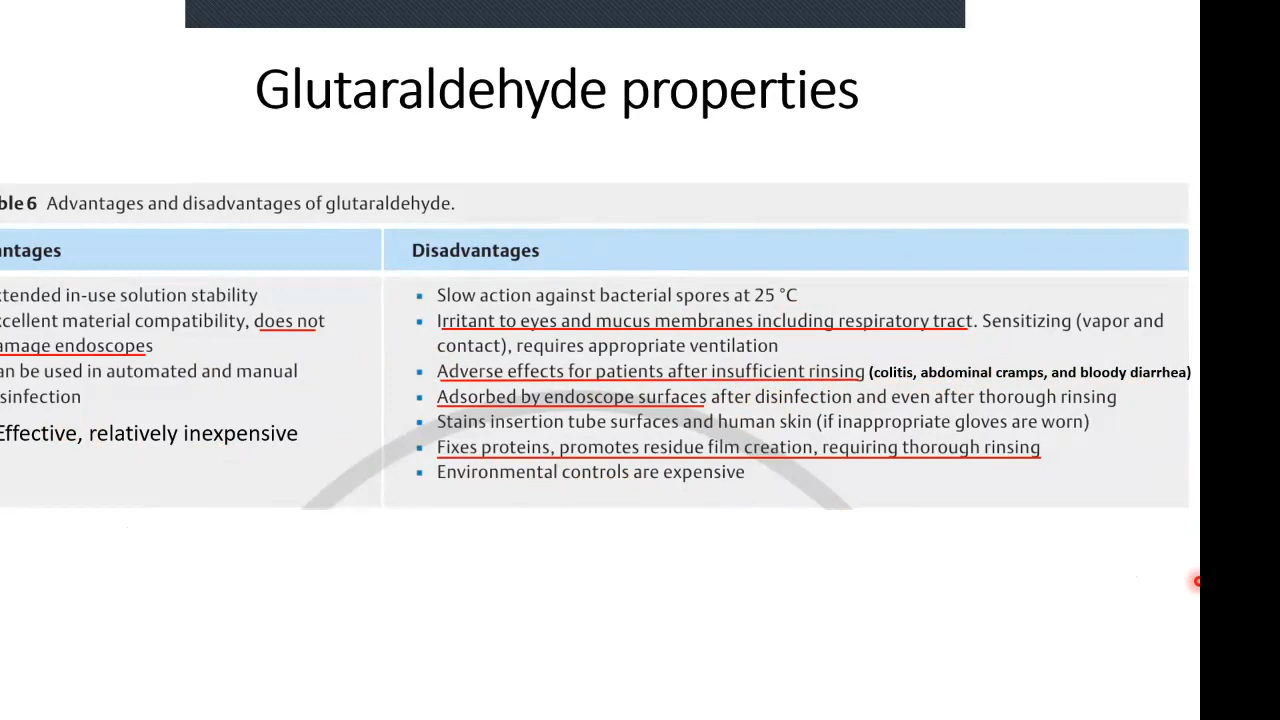 Glutaraldehyde properties
ble 6 Advantages and disadvantages of glutaraldehyde.
antages
Disadvantages
xtended in-use solution stability
xcellent material compatibility, does not
amage endoscopes
an be used in automated and manual
sinfection
Effective, relatively inexpensive
▪ Slow action against bacterial spores at 25 °C
▪ Irritant to eyes and mucus membranes including respiratory tract. Sensitizing (vapor and
contact), requires appropriate ventilation
▪ Adverse effects for patients after insufficient rinsing (colitis, abdominal cramps, and bloody diarrhea)
▪ Adsorbed by endoscope surfaces after disinfection and even after thorough rinsing
▪ Stains insertion tube surfaces and human skin (if inappropriate gloves are worn)
▪ Fixes proteins, promotes residue film creation, requiring thorough rinsing
▪ Environmental controls are expensive